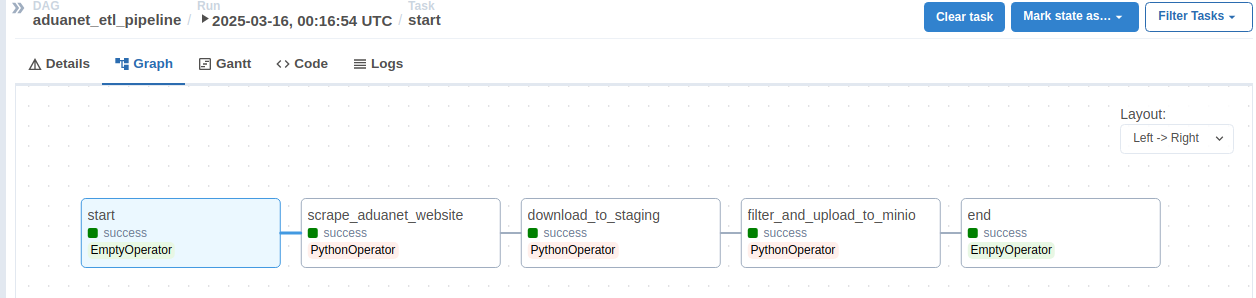 DAG
aduanet_etl_pipeline
/
Run
2025-03-16, 00:16:54 UTC
/
Task
start
Clear task
Mark state as...
Filter Tasks
Details
Graph
Gantt
Code
Logs
Layout:
Left -> Right
start
success
EmptyOperator
scrape_aduanet_website
success
PythonOperator
download_to_staging
success
PythonOperator
filter_and_upload_to_minio
success
PythonOperator
end
success
EmptyOperator